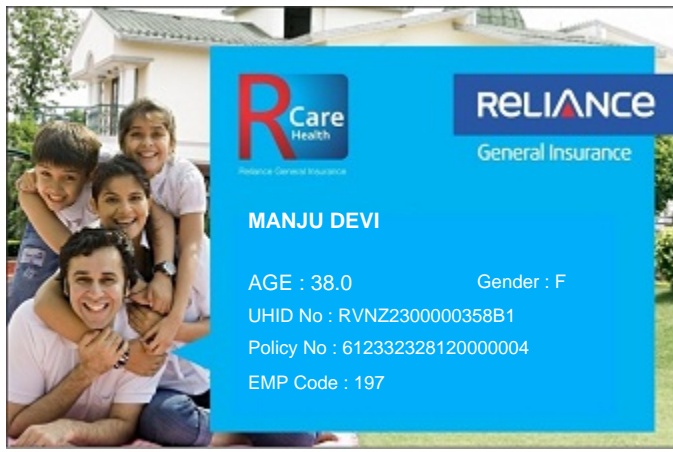 R Care
Health
Reliance General Insurance
RELIANCE
General Insurance
MANJU DEVI
AGE : 38.0 Gender : F
UHID No : RVNZ2300000358B1
Policy No : 612332328120000004
EMP Code : 197